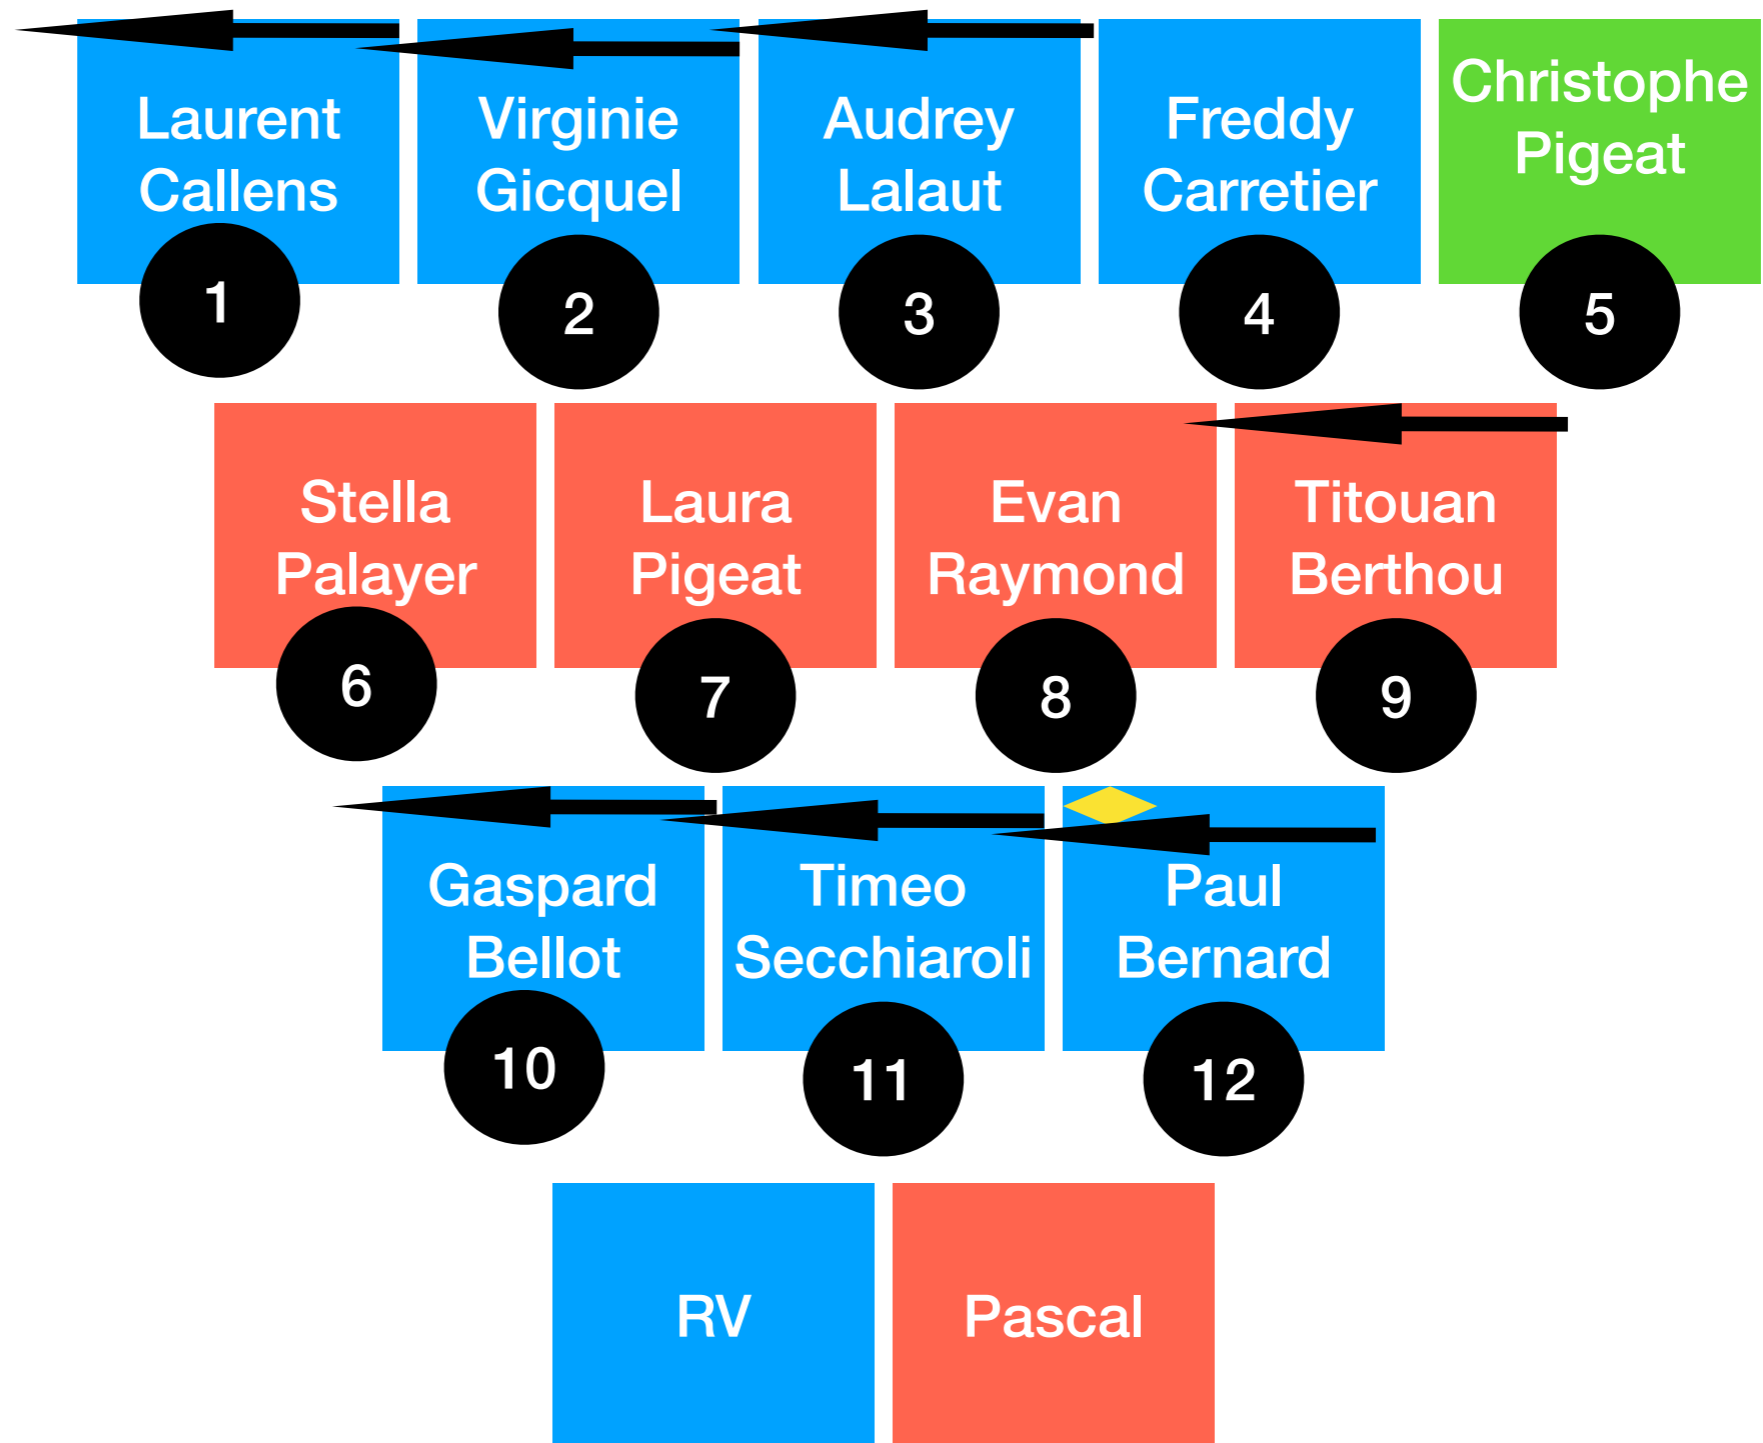 Laurent
Callens
1
Virginie
Gicquel
2
Audrey
Lalaut
3
Freddy
Carretier
4
Christophe
Pigeat
5
Stella
Palayer
6
Laura
Pigeat
7
Evan
Raymond
8
Titouan
Berthou
9
Gaspard
Bellot
10
Timeo
Secchiaroli
11
Paul
Bernard
12
RV
Pascal